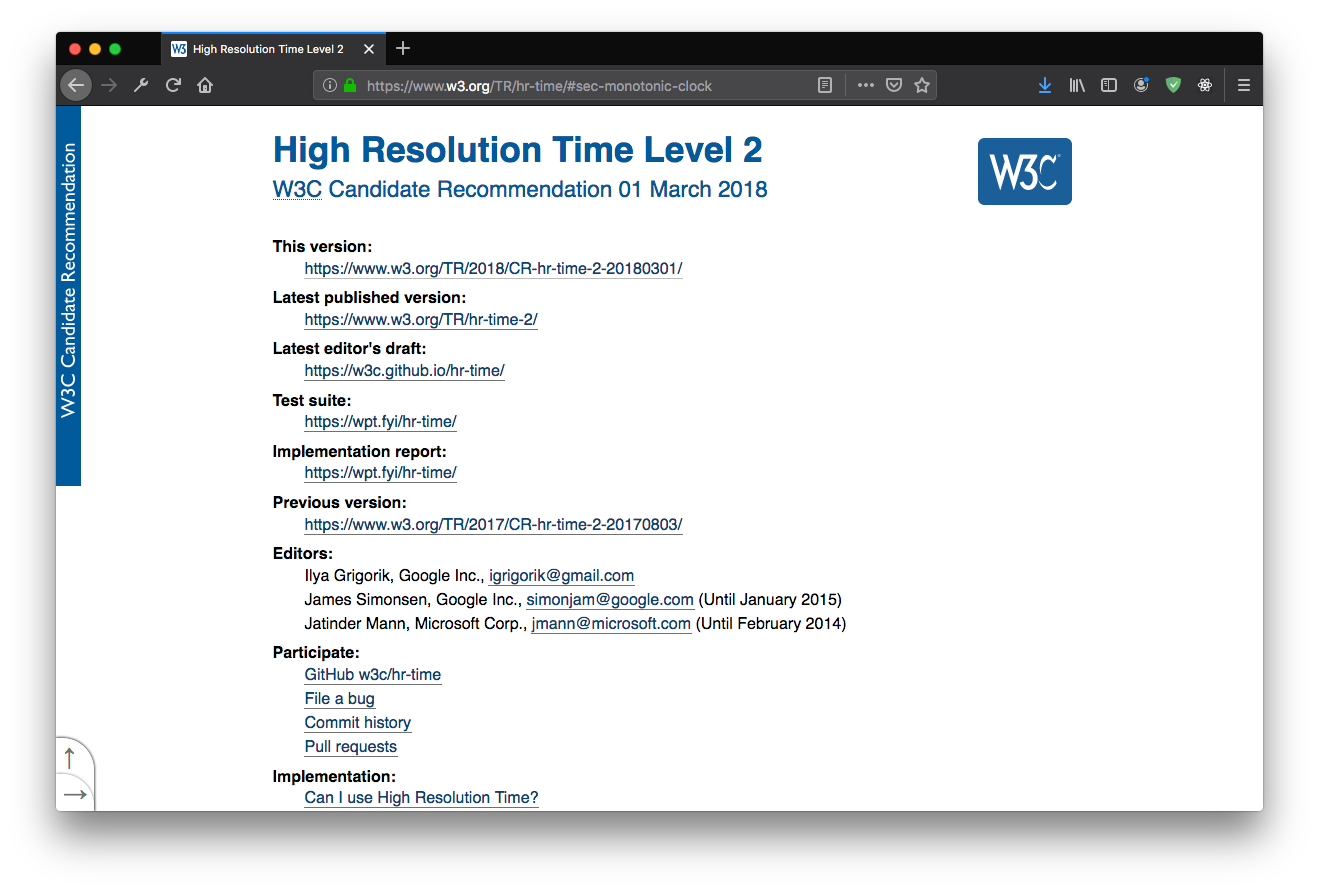 High Resolution Time Level 2
https://www.w3.org/TR/hr-time/#sec-monotonic-clock
W3C Candidate Recommendation
High Resolution Time Level 2
W3C
W3C Candidate Recommendation 01 March 2018
This version:
https://www.w3.org/TR/2018/CR-hr-time-2-20180301/
Latest published version:
https://www.w3.org/TR/hr-time-2/
Latest editor's draft:
https://w3c.github.io/hr-time/
Test suite:
https://wpt.fyi/hr-time/
Implementation report:
https://wpt.fyi/hr-time/
Previous version:
https://www.w3.org/TR/2017/CR-hr-time-2-20170803/
Editors:
Ilya Grigorik, Google Inc., igrigorik@gmail.com
James Simonsen, Google Inc., simonjam@google.com (Until January 2015)
Jatinder Mann, Microsoft Corp., jmann@microsoft.com (Until February 2014)
Participate:
GitHub w3c/hr-time
File a bug
Commit history
Pull requests
Implementation:
Can I use High Resolution Time?